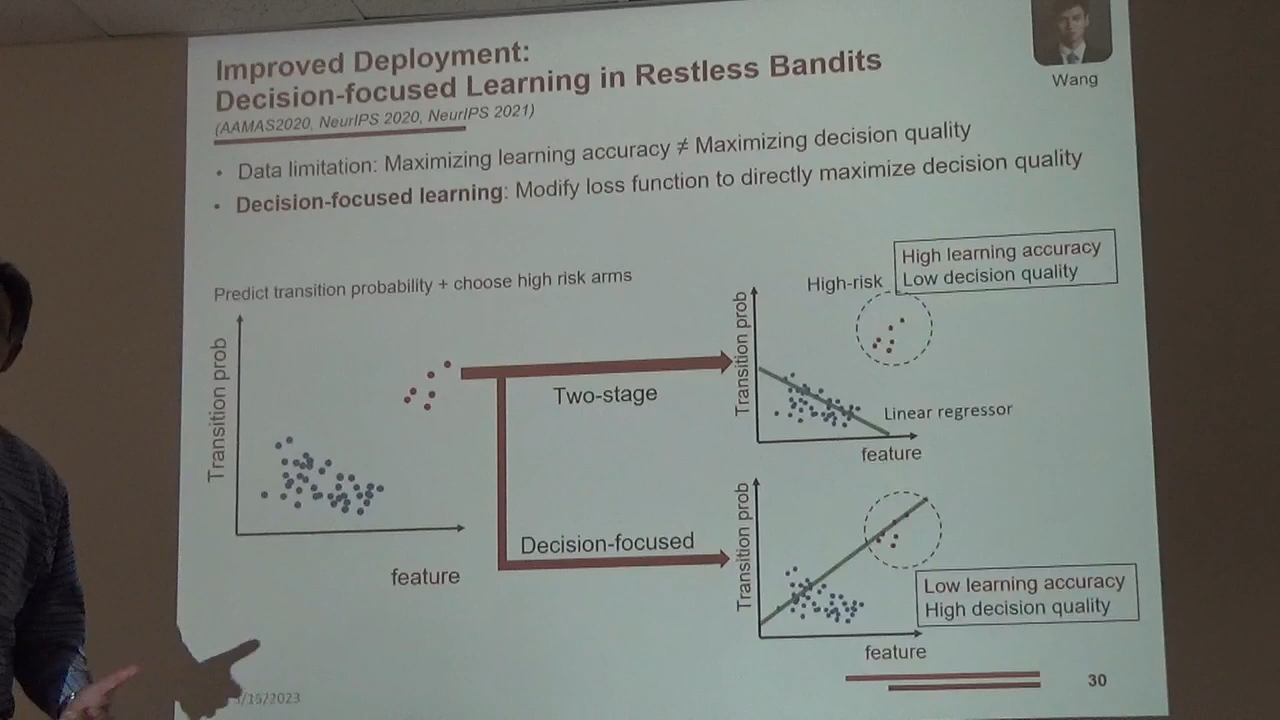 Improved Deployment:
Decision-focused Learning in Restless Bandits
(AAMAS2020, NeurIPS 2020, NeurIPS 2021)
Wang
• Data limitation: Maximizing learning accuracy ≠ Maximizing decision quality
• Decision-focused learning: Modify loss function to directly maximize decision quality
Predict transition probability + choose high risk arms
Transition prob
feature
Two-stage
Decision-focused
High-risk
High learning accuracy
Low decision quality
Transition prob
Linear regressor
feature
Transition prob
Low learning accuracy
High decision quality
feature
/15/2023
30